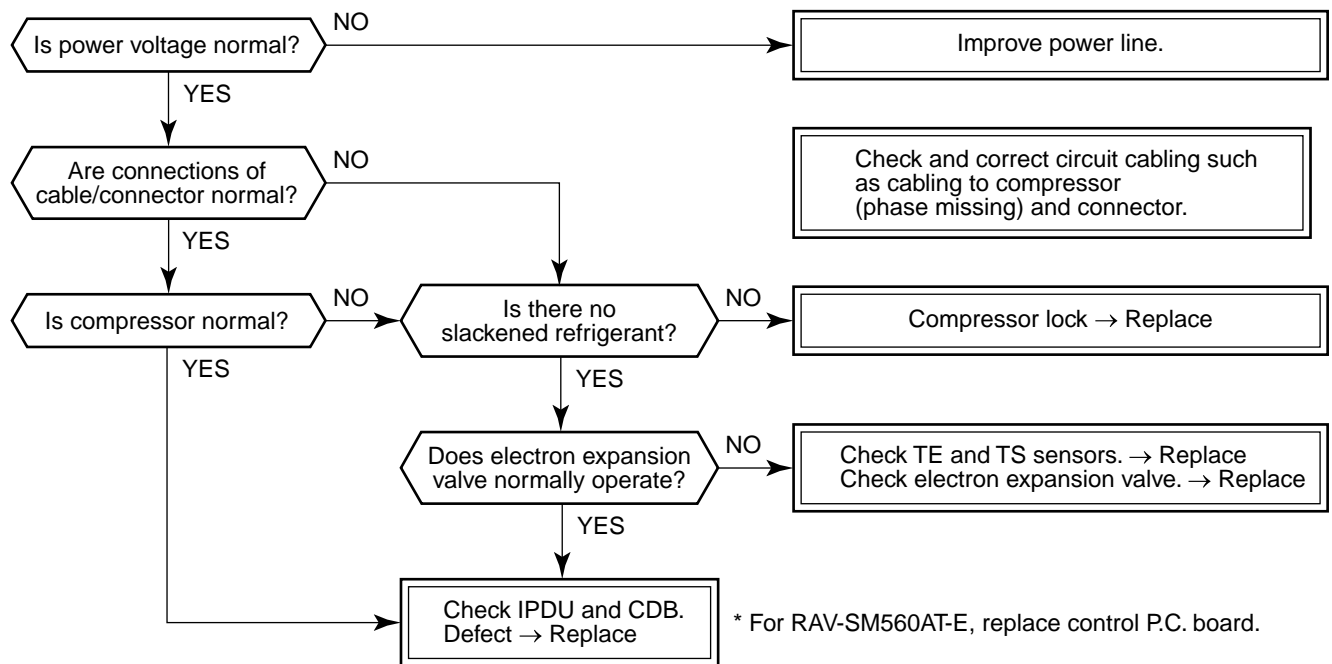 Is power voltage normal?
NO
Improve power line.
YES
Are connections of
cable/connector normal?
NO
Check and correct circuit cabling such
as cabling to compressor
(phase missing) and connector.
YES
Is compressor normal?
NO
Is there no
slackened refrigerant?
NO
Compressor lock → Replace
YES
YES
Does electron expansion
valve normally operate?
NO
Check TE and TS sensors. → Replace
Check electron expansion valve. → Replace
YES
Check IPDU and CDB.
Defect → Replace
* For RAV-SM560AT-E, replace control P.C. board.